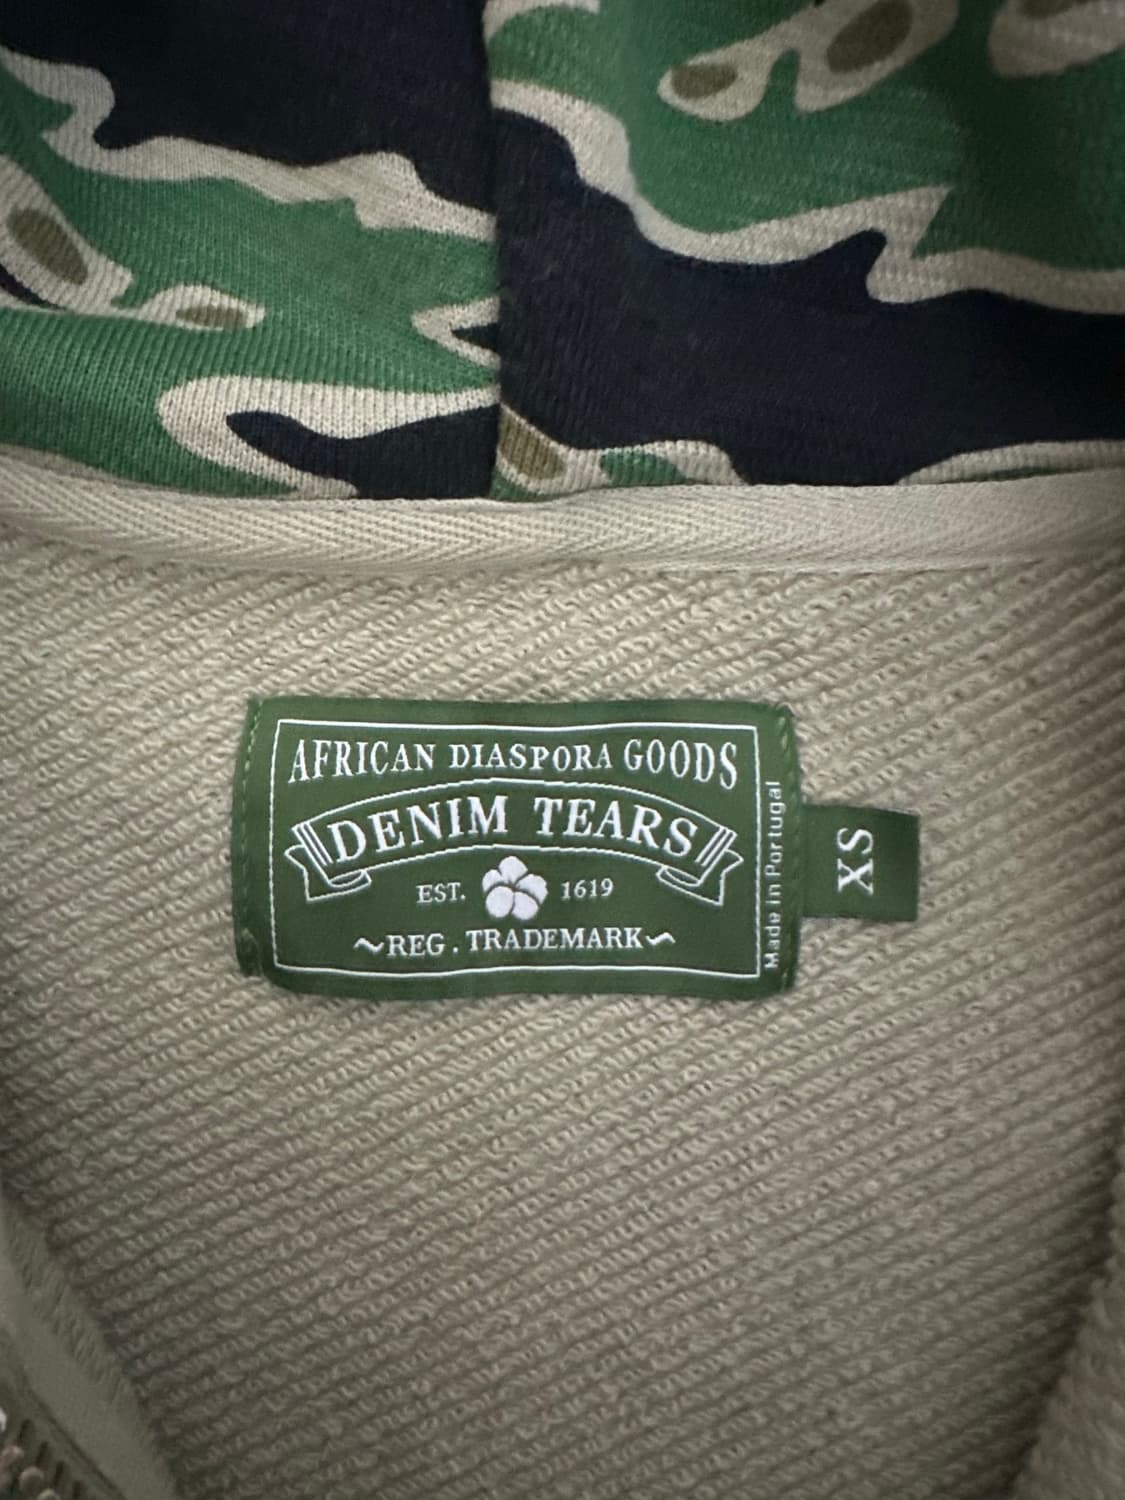 AFRICAN DIASPORA GOODS
DENIM TEARS
EST. 1619
~REG. TRADEMARK~
Made in Portugal
XS